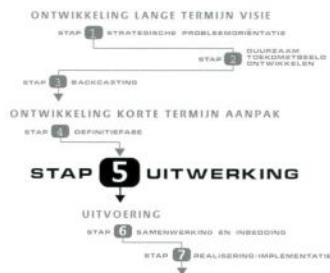 ONTWIKKELING LANGE TERMIJN VISIE
STAP 1 STRATEGISCHE PROBLEEMORIËNTATIE
STAP 2 DUURZAAM TOEKOMSTBEELD ONTWIKKELEN
STAP 3 BACKCASTING
ONTWIKKELING KORTE TERMIJN AANPAK
STAP 4 DEFINITIEFASE
STAP 5 UITWERKING
UITVOERING
STAP 6 SAMENWERKING EN INBEDDING
STAP 7 REALISERING-IMPLEMENTATIE